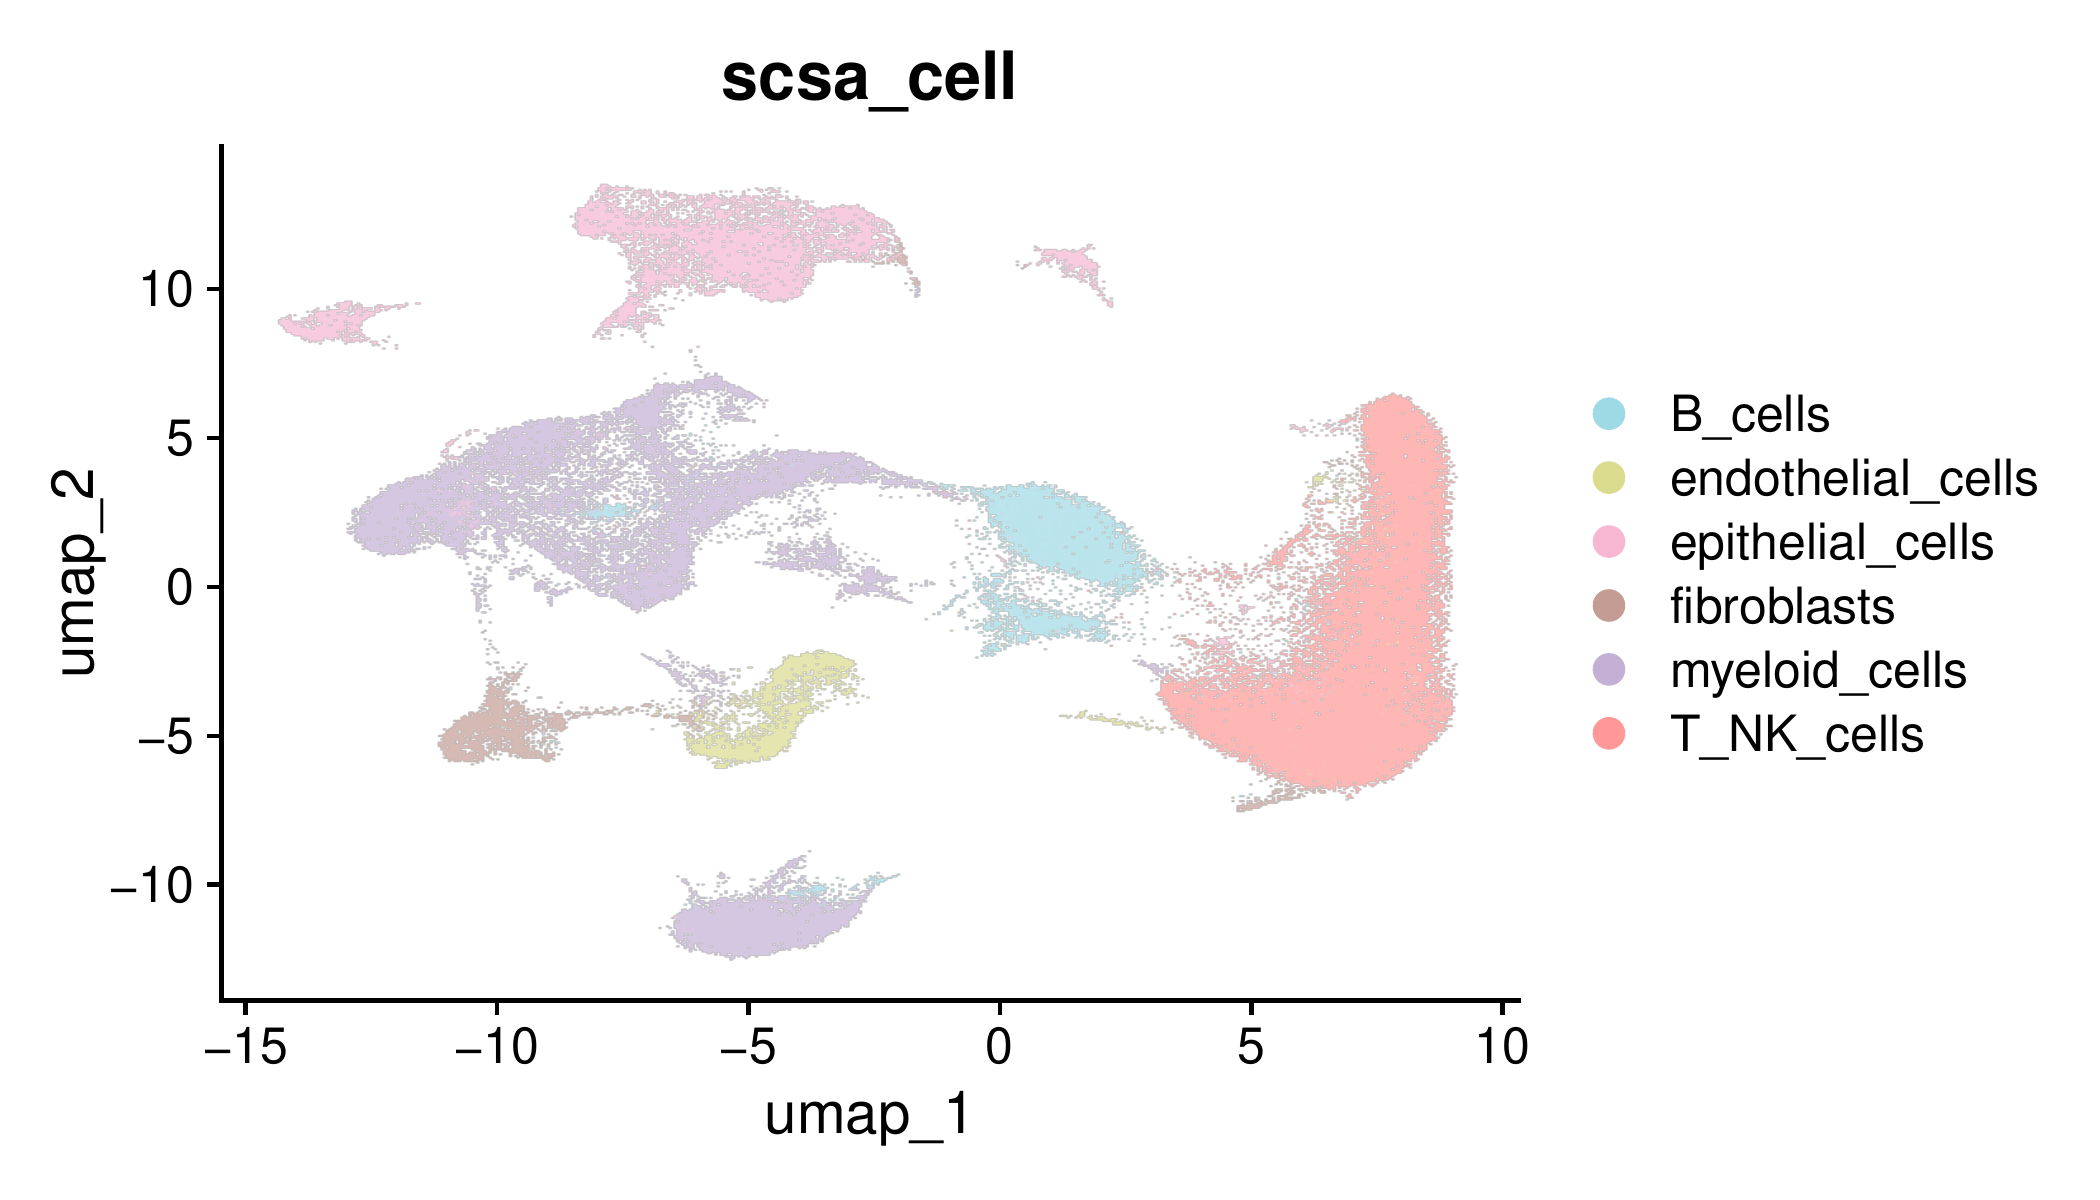 scsa_cell
umap_2
10
5
0
−5
−10
−15
−10
−5
0
5
10
umap_1
B_cells
endothelial_cells
epithelial_cells
fibroblasts
myeloid_cells
T_NK_cells